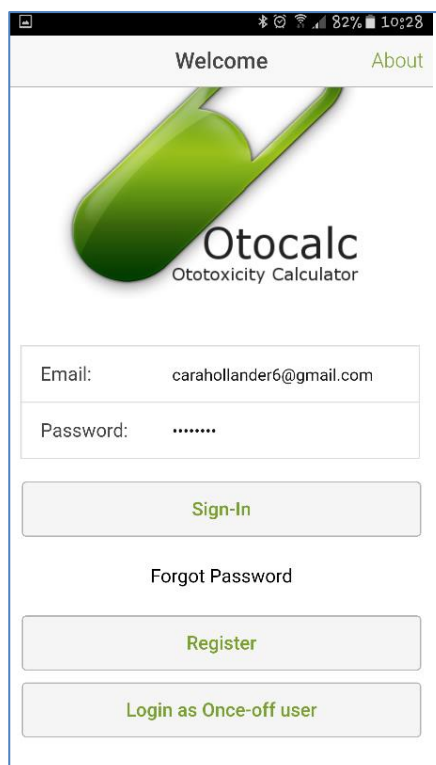 82% 10:28
Welcome About
Otocalc
Ototoxicity Calculator
Email: carahollander6@gmail.com
Password: ••••••••
Sign-In
Forgot Password
Register
Login as Once-off user